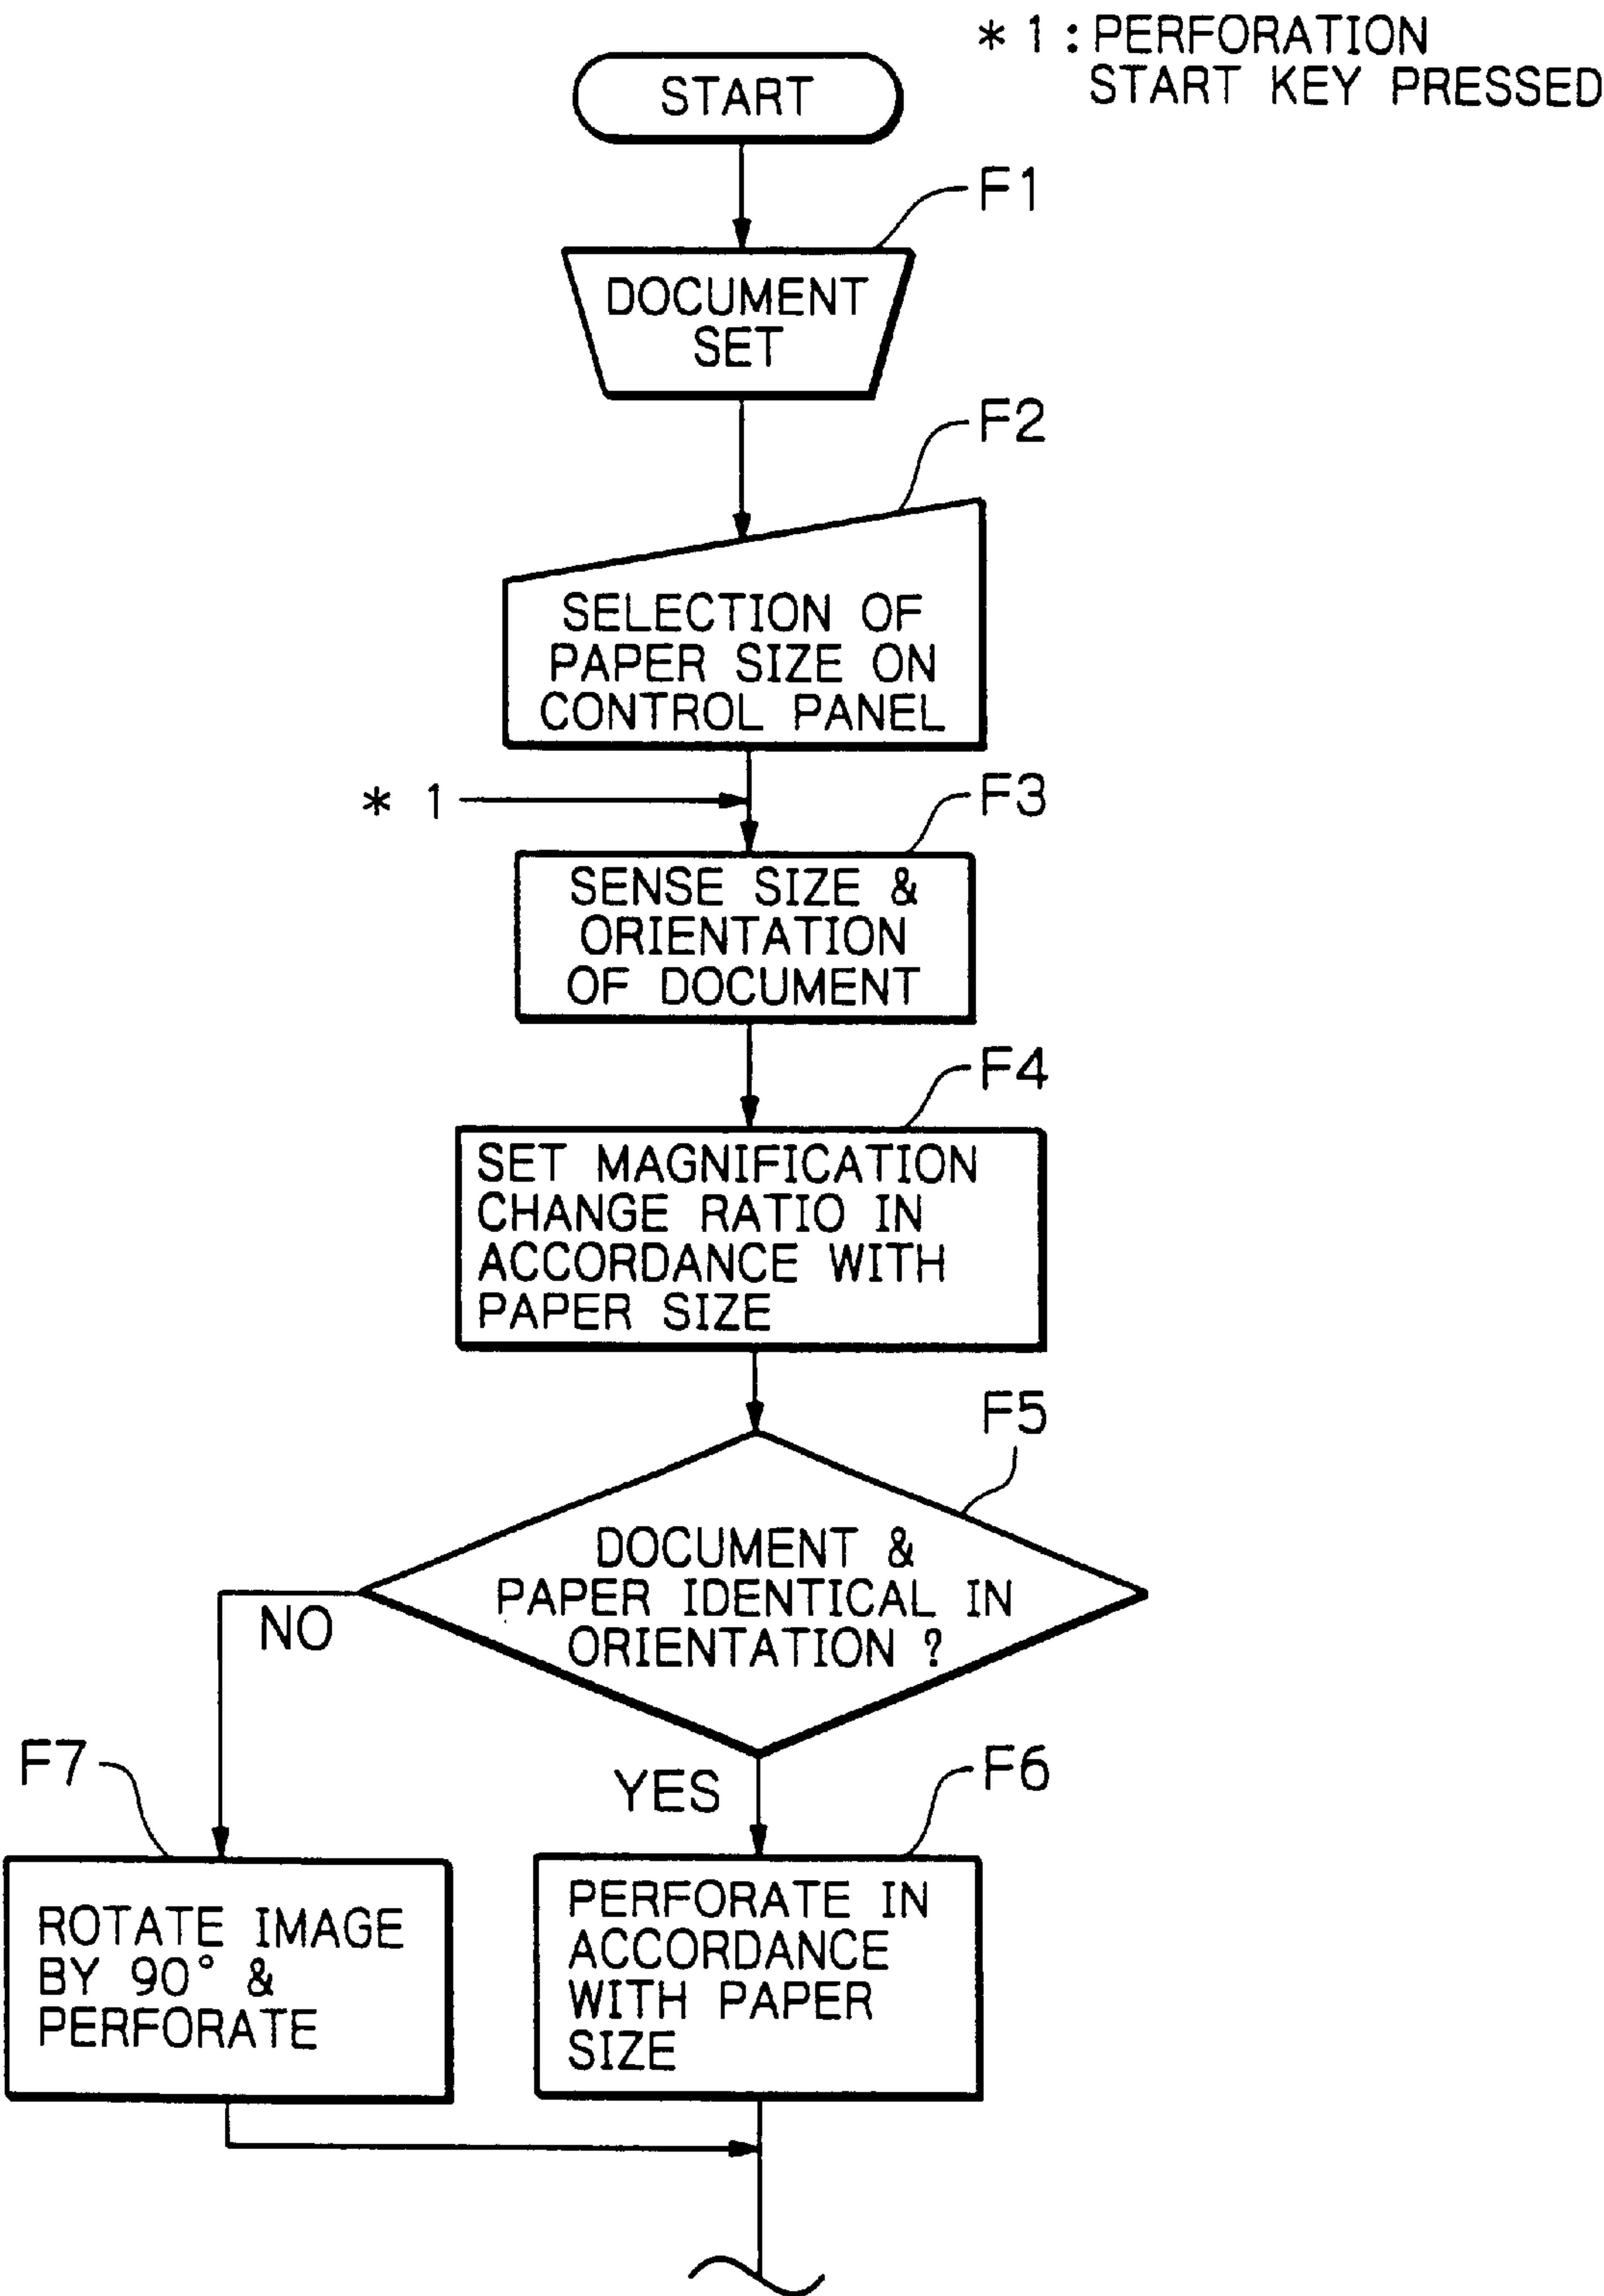 * 1 : PERFORATION
START KEY PRESSED
START
F1
DOCUMENT
SET
F2
SELECTION OF
PAPER SIZE ON
CONTROL PANEL
* 1
F3
SENSE SIZE &
ORIENTATION
OF DOCUMENT
F4
SET MAGNIFICATION
CHANGE RATIO IN
ACCORDANCE WITH
PAPER SIZE
F5
DOCUMENT &
PAPER IDENTICAL IN
ORIENTATION ?
NO
YES
F7
ROTATE IMAGE
BY 90° &
PERFORATE
F6
PERFORATE IN
ACCORDANCE
WITH PAPER
SIZE